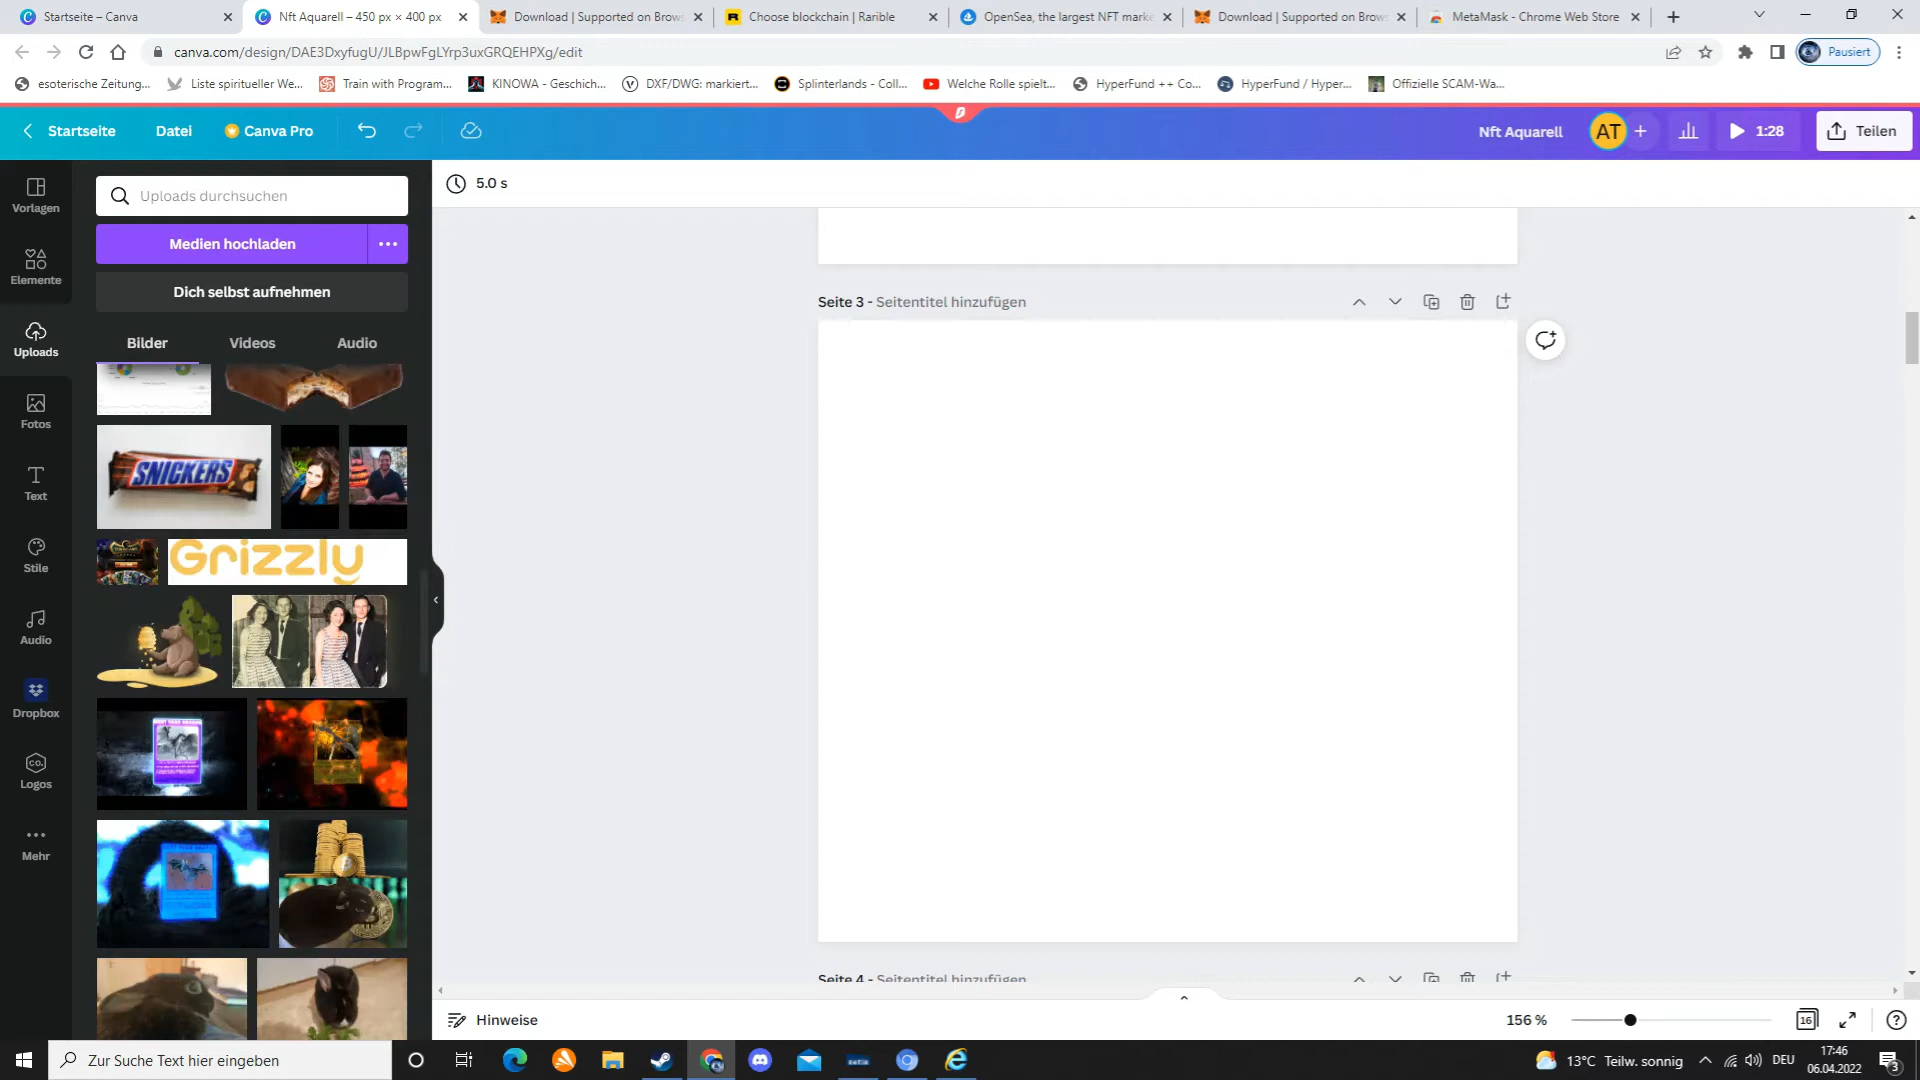 Startseite – Canva
Nft Aquarell – 450 px × 400 px
Download | Supported on Brows
Choose blockchain | Rarible
OpenSea, the largest NFT marke
Download | Supported on Brows
MetaMask - Chrome Web Store
canva.com/design/DAE3DxyfugU/JLBpwFgLYrp3uxGRQEHPXg/edit
Pausiert
esoterische Zeitung...
Liste spiritueller We...
Train with Program...
KINOWA - Geschich...
DXF/DWG: markiert...
Splinterlands - Coll...
Welche Rolle spielt...
HyperFund ++ Co...
HyperFund / Hyper...
Offizielle SCAM-Wa...
Startseite
Datei
Canva Pro
Nft Aquarell
AT
1:28
Teilen
Vorlagen
Elemente
Uploads
Fotos
Text
Stile
Audio
Dropbox
Logos
Mehr
Uploads durchsuchen
Medien hochladen
Dich selbst aufnehmen
Bilder
Videos
Audio
SNICKERS
Grizzly
5.0 s
Seite 3 - Seitentitel hinzufügen
Seite 4 - Seitentitel hinzufügen
Hinweise
156 %
16
Zur Suche Text hier eingeben
13°C Teilw. sonnig
DEU
17:46
06.04.2022
3